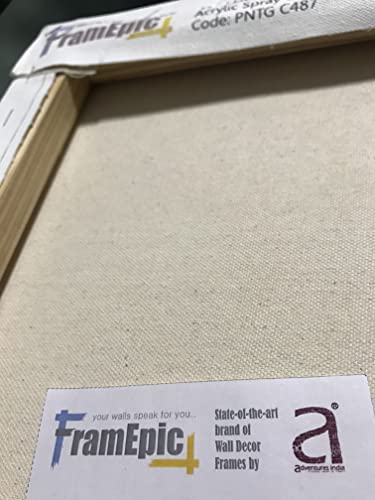 FramEpic
Acrylic Spray
Code: PNTG C487
your walls speak for you..
FramEpic
State-of-the-art
brand of
Wall Decor
Frames by
a®
adventures india